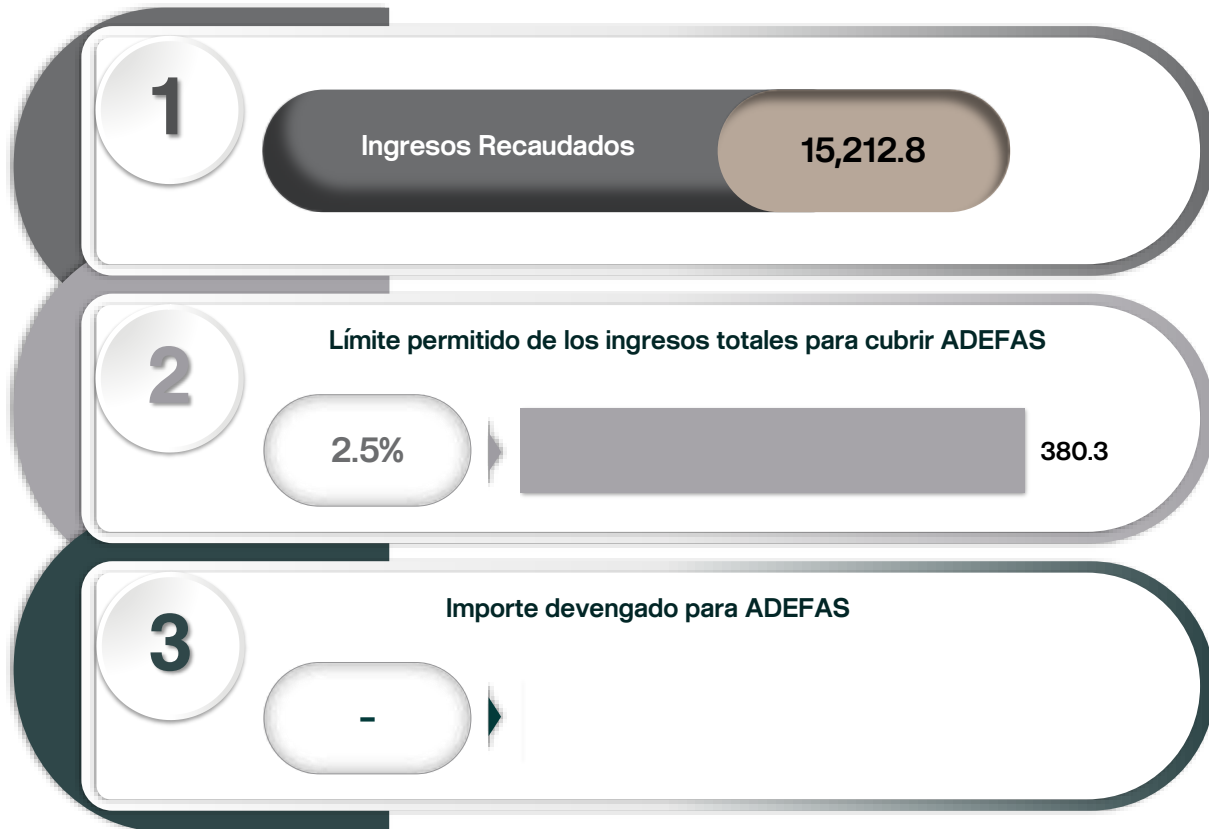 1
Ingresos Recaudados
15,212.8
2
Límite permitido de los ingresos totales para cubrir ADEFAS
2.5%
380.3
3
Importe devengado para ADEFAS
-